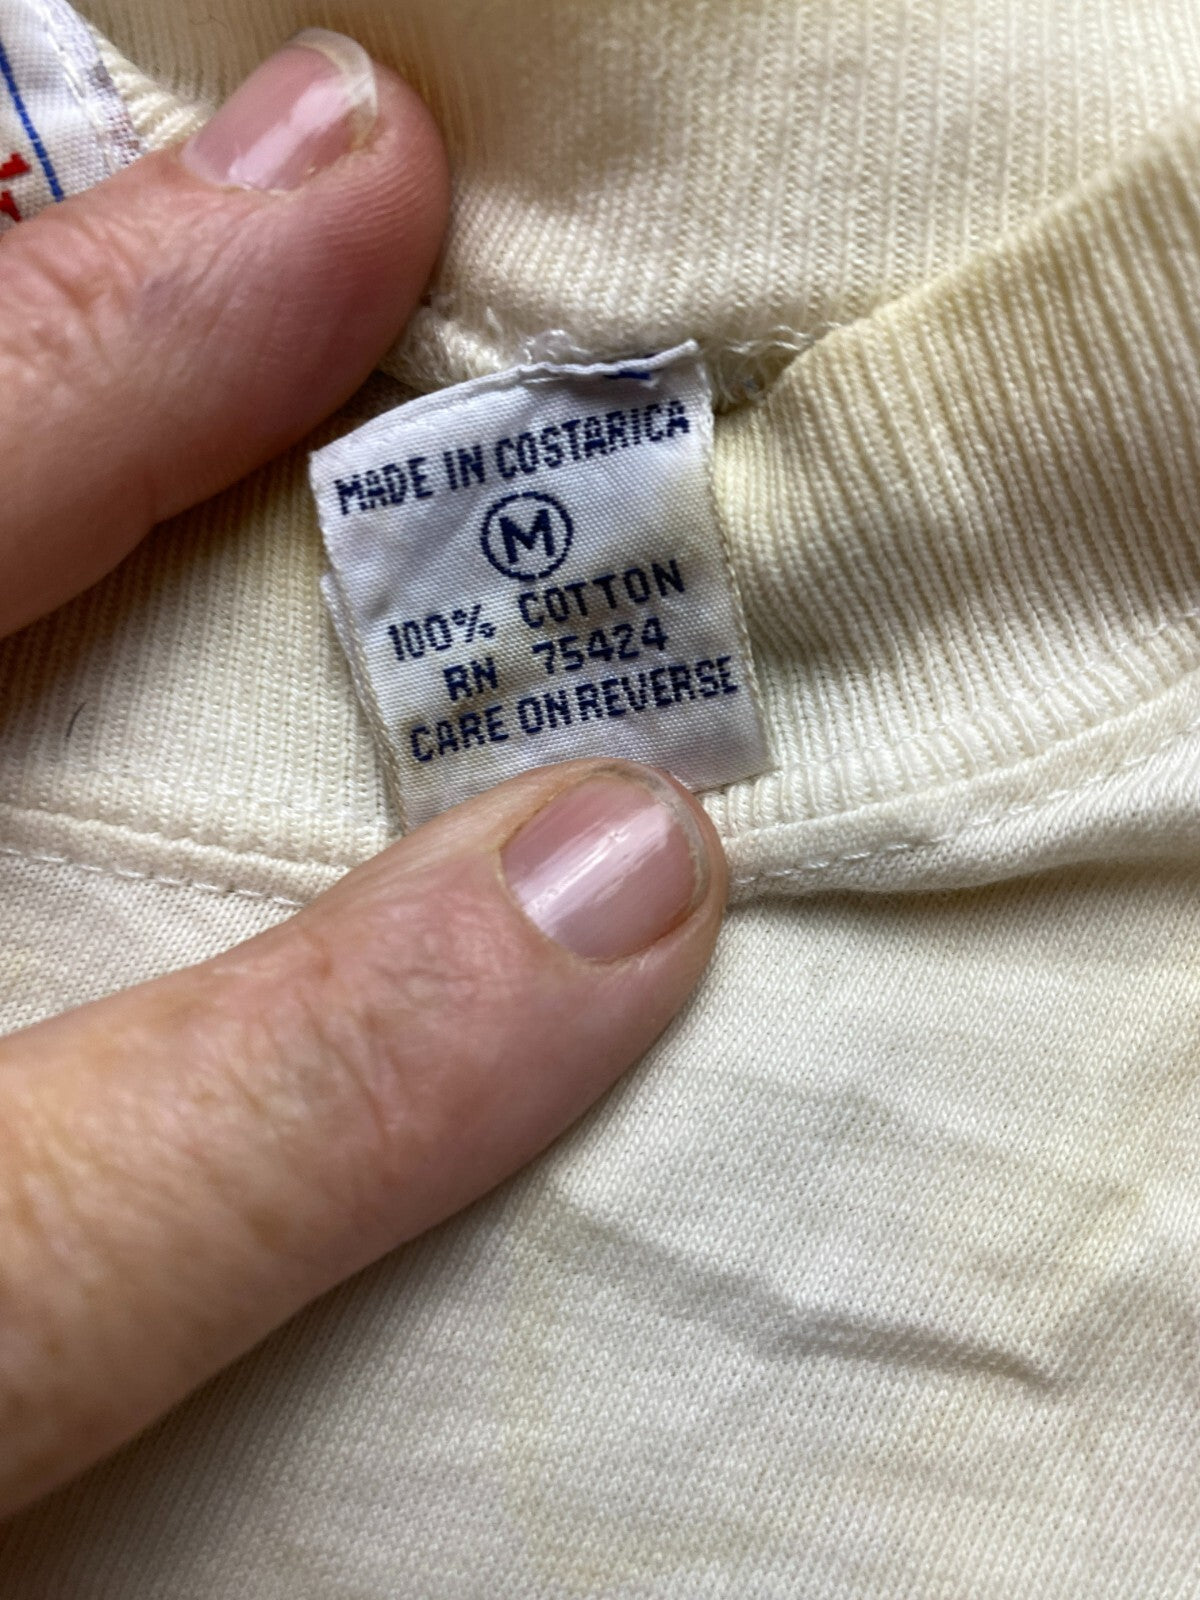 MADE IN COSTARICA
M
100% COTTON
RN 75424
CARE ON REVERSE